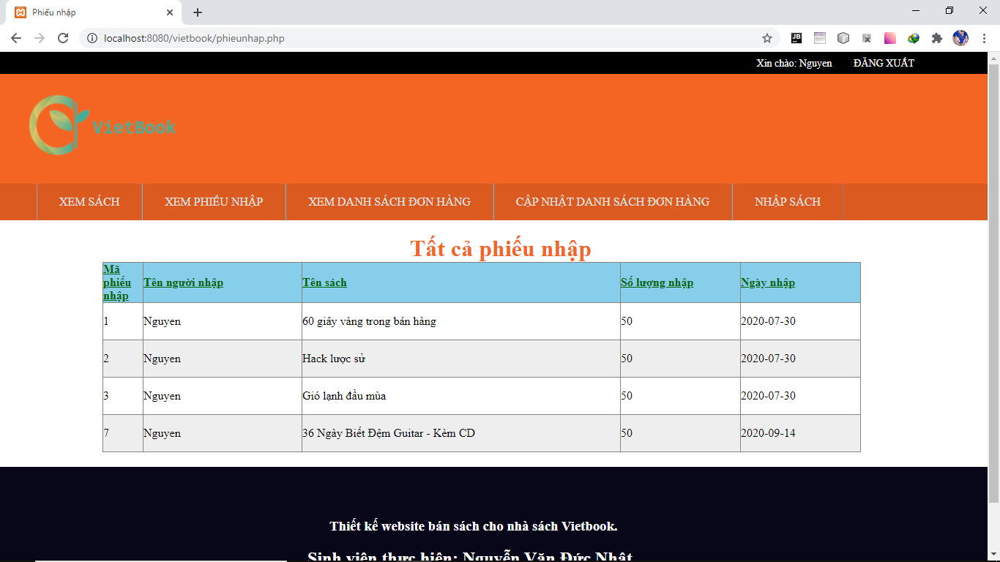 Phiếu nhập
localhost:8080/vietbook/phieunhap.php
Xin chào: Nguyen ĐĂNG XUẤT
VietBook
XEM SÁCH XEM PHIẾU NHẬP XEM DANH SÁCH ĐƠN HÀNG CẬP NHẬT DANH SÁCH ĐƠN HÀNG NHẬP SÁCH
Tất cả phiếu nhập
Mã phiếu nhập Tên người nhập Tên sách Số lượng nhập Ngày nhập
1 Nguyen 60 giây vàng trong bán hàng 50 2020-07-30
2 Nguyen Hack lược sử 50 2020-07-30
3 Nguyen Gió lạnh đầu mùa 50 2020-07-30
7 Nguyen 36 Ngày Biết Đệm Guitar - Kèm CD 50 2020-09-14
Thiết kế website bán sách cho nhà sách Vietbook.
Sinh viên thực hiện: Nguyễn Văn Đức Nhật